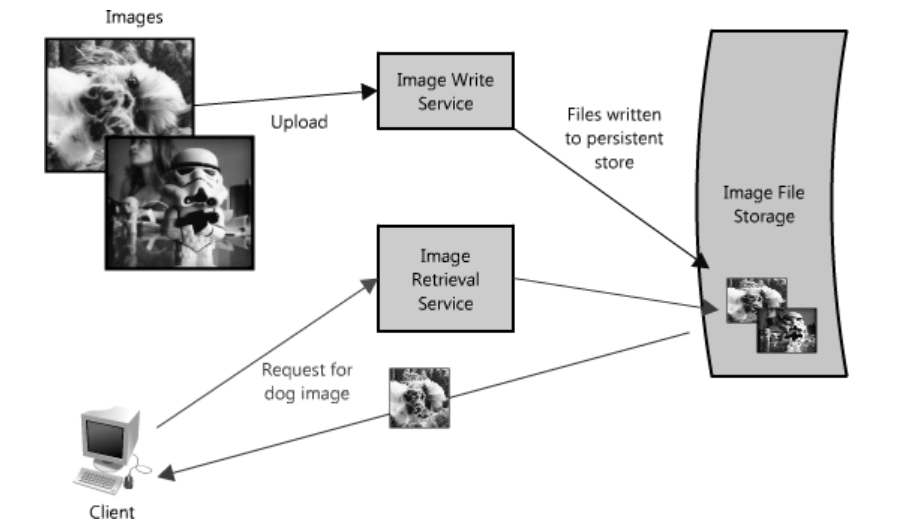 Images
Image Write
Service
Upload
Files written
to persistent
store
Image File
Storage
Image
Retrieval
Service
Request for
dog image
Client